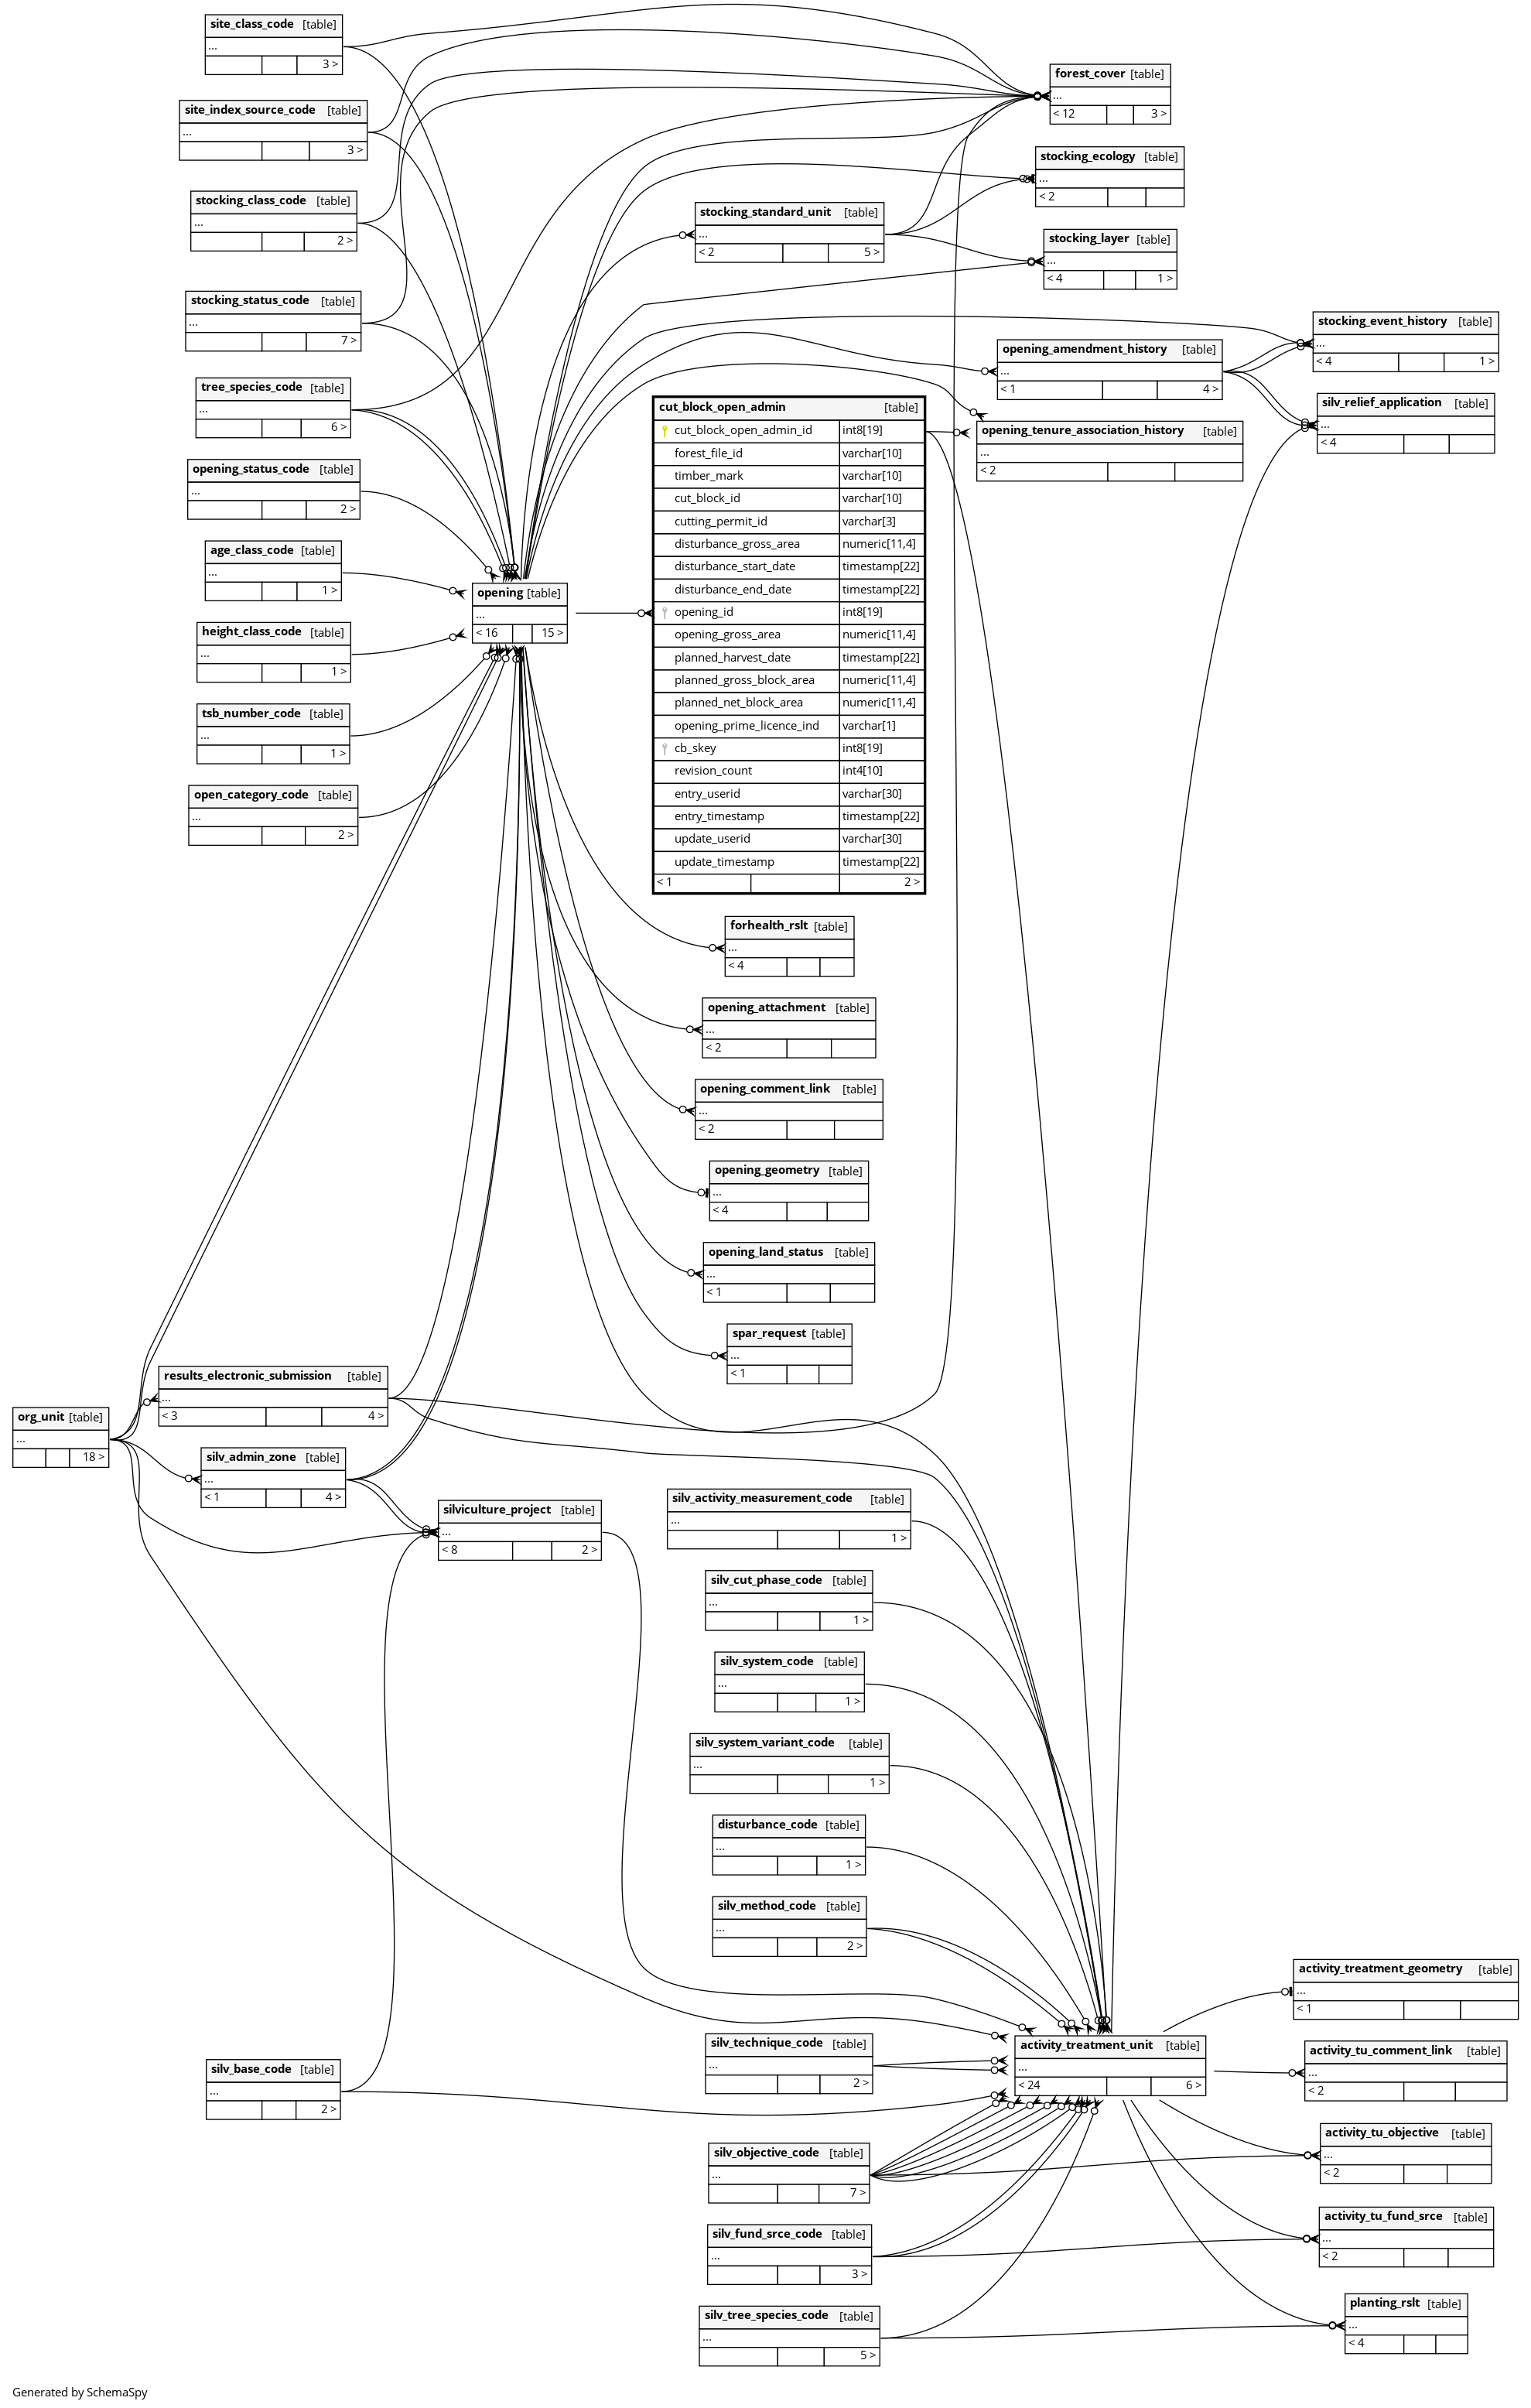 site_class_code [table]
...
3 >
site_index_source_code [table]
...
3 >
stocking_class_code [table]
...
2 >
stocking_status_code [table]
...
7 >
tree_species_code [table]
...
6 >
opening_status_code [table]
...
2 >
age_class_code [table]
...
1 >
height_class_code [table]
...
1 >
tsb_number_code [table]
...
1 >
open_category_code [table]
...
2 >
opening [table]
...
< 16 15 >
forest_cover [table]
...
< 12 3 >
stocking_ecology [table]
...
< 2
stocking_standard_unit [table]
...
< 2 5 >
stocking_layer [table]
...
< 4 1 >
stocking_event_history [table]
...
< 4 1 >
opening_amendment_history [table]
...
< 1 4 >
silv_relief_application [table]
...
< 4
opening_tenure_association_history [table]
...
< 2
cut_block_open_admin [table]
cut_block_open_admin_id int8[19]
forest_file_id varchar[10]
timber_mark varchar[10]
cut_block_id varchar[10]
cutting_permit_id varchar[3]
disturbance_gross_area numeric[11,4]
disturbance_start_date timestamp[22]
disturbance_end_date timestamp[22]
opening_id int8[19]
opening_gross_area numeric[11,4]
planned_harvest_date timestamp[22]
planned_gross_block_area numeric[11,4]
planned_net_block_area numeric[11,4]
opening_prime_licence_ind varchar[1]
cb_skey int8[19]
revision_count int4[10]
entry_userid varchar[30]
entry_timestamp timestamp[22]
update_userid varchar[30]
update_timestamp timestamp[22]
< 1 2 >
forhealth_rslt [table]
...
< 4
opening_attachment [table]
...
< 2
opening_comment_link [table]
...
< 2
opening_geometry [table]
...
< 4
opening_land_status [table]
...
< 1
spar_request [table]
...
< 1
results_electronic_submission [table]
...
< 3 4 >
org_unit [table]
...
18 >
silv_admin_zone [table]
...
< 1 4 >
silviculture_project [table]
...
< 8 2 >
silv_activity_measurement_code [table]
...
1 >
silv_cut_phase_code [table]
...
1 >
silv_system_code [table]
...
1 >
silv_system_variant_code [table]
...
1 >
disturbance_code [table]
...
1 >
silv_method_code [table]
...
2 >
silv_technique_code [table]
...
2 >
silv_base_code [table]
...
2 >
silv_objective_code [table]
...
7 >
silv_fund_srce_code [table]
...
3 >
silv_tree_species_code [table]
...
5 >
activity_treatment_unit [table]
...
< 24 6 >
activity_treatment_geometry [table]
...
< 1
activity_tu_comment_link [table]
...
< 2
activity_tu_objective [table]
...
< 2
activity_tu_fund_srce [table]
...
< 2
planting_rslt [table]
...
< 4
Generated by SchemaSpy